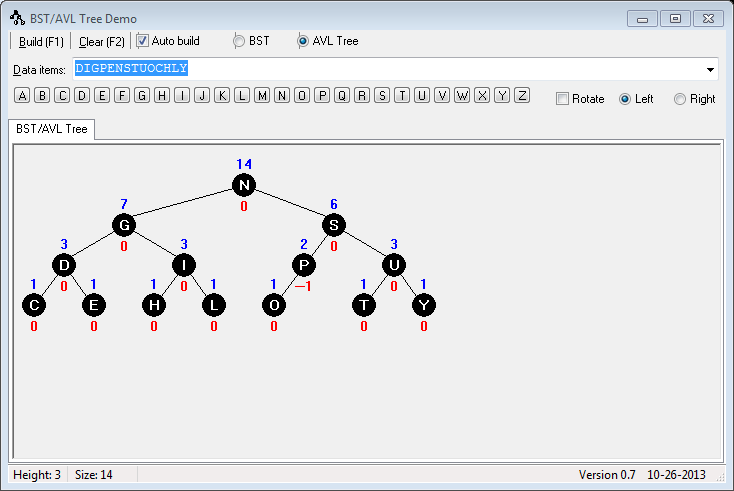 BST/AVL Tree Demo
Build (F1) Clear (F2) Auto build BST AVL Tree
Data items: DIGPENSTUOCHLY
A B C D E F G H I J K L M N O P Q R S T U V W X Y Z Rotate Left Right
BST/AVL Tree
14
N
7 0 6
G S
3 0 3 2 0 3
D I P U
1 0 1 1 0 1 1 −1 1 0 1
C E H L O T Y
0 0 0 0 0 0 0
Height: 3 Size: 14 Version 0.7 10-26-2013